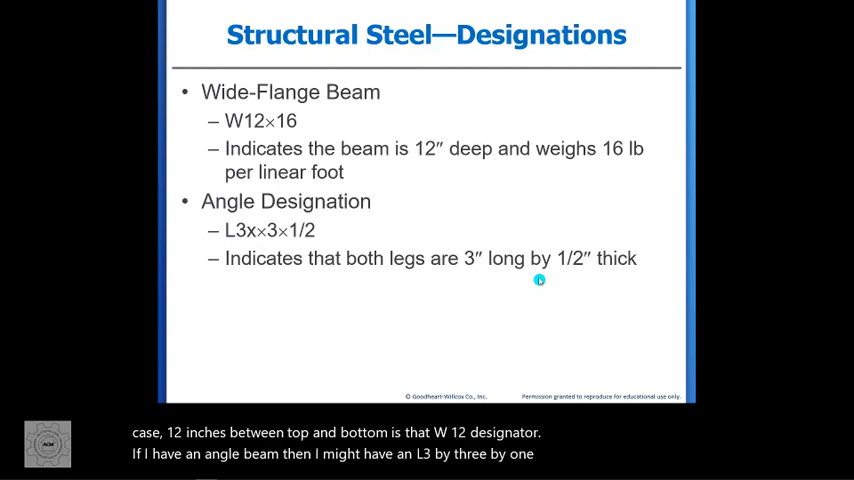 Structural Steel—Designations
• Wide-Flange Beam
– W12×16
– Indicates the beam is 12″ deep and weighs 16 lb
per linear foot
• Angle Designation
– L3x×3×1/2
– Indicates that both legs are 3″ long by 1/2″ thick
© Goodheart-Willcox Co., Inc. Permission granted to reproduce for educational use only.
case, 12 inches between top and bottom is that W 12 designator.
If I have an angle beam then I might have an L3 by three by one
ACM